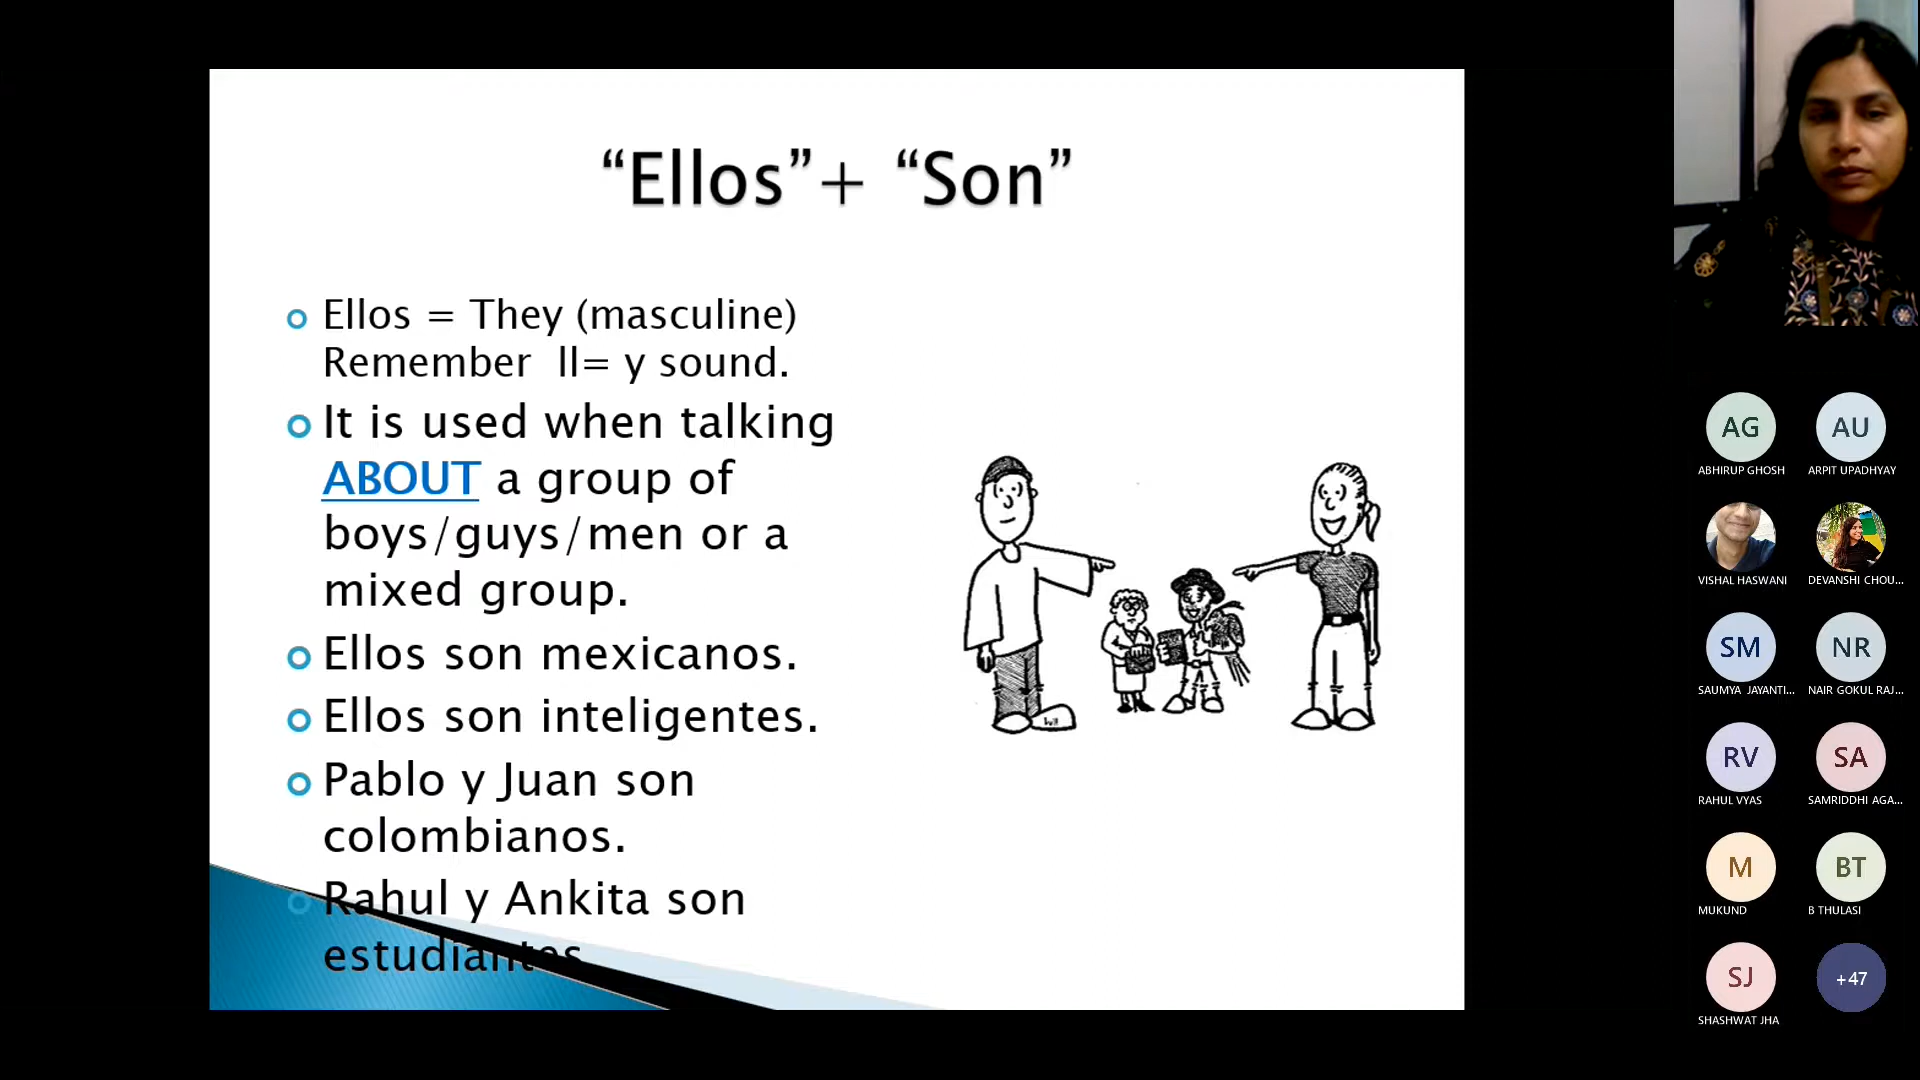 “Ellos”+ “Son”
Ellos = They (masculine)
Remember ll= y sound.
It is used when talking
ABOUT a group of
boys/guys/men or a
mixed group.
Ellos son mexicanos.
Ellos son inteligentes.
Pablo y Juan son
colombianos.
Rahul y Ankita son
estudiantes
AG
AU
ABHIRUP GHOSH
ARPIT UPADHYAY
VISHAL HASWANI
DEVANSHI CHOU...
SM
NR
SAUMYA JAYANTI...
NAIR GOKUL RAJ...
RV
SA
RAHUL VYAS
SAMRIDDHI AGA...
M
BT
MUKUND
B THULASI
SJ
+47
SHASHWAT JHA